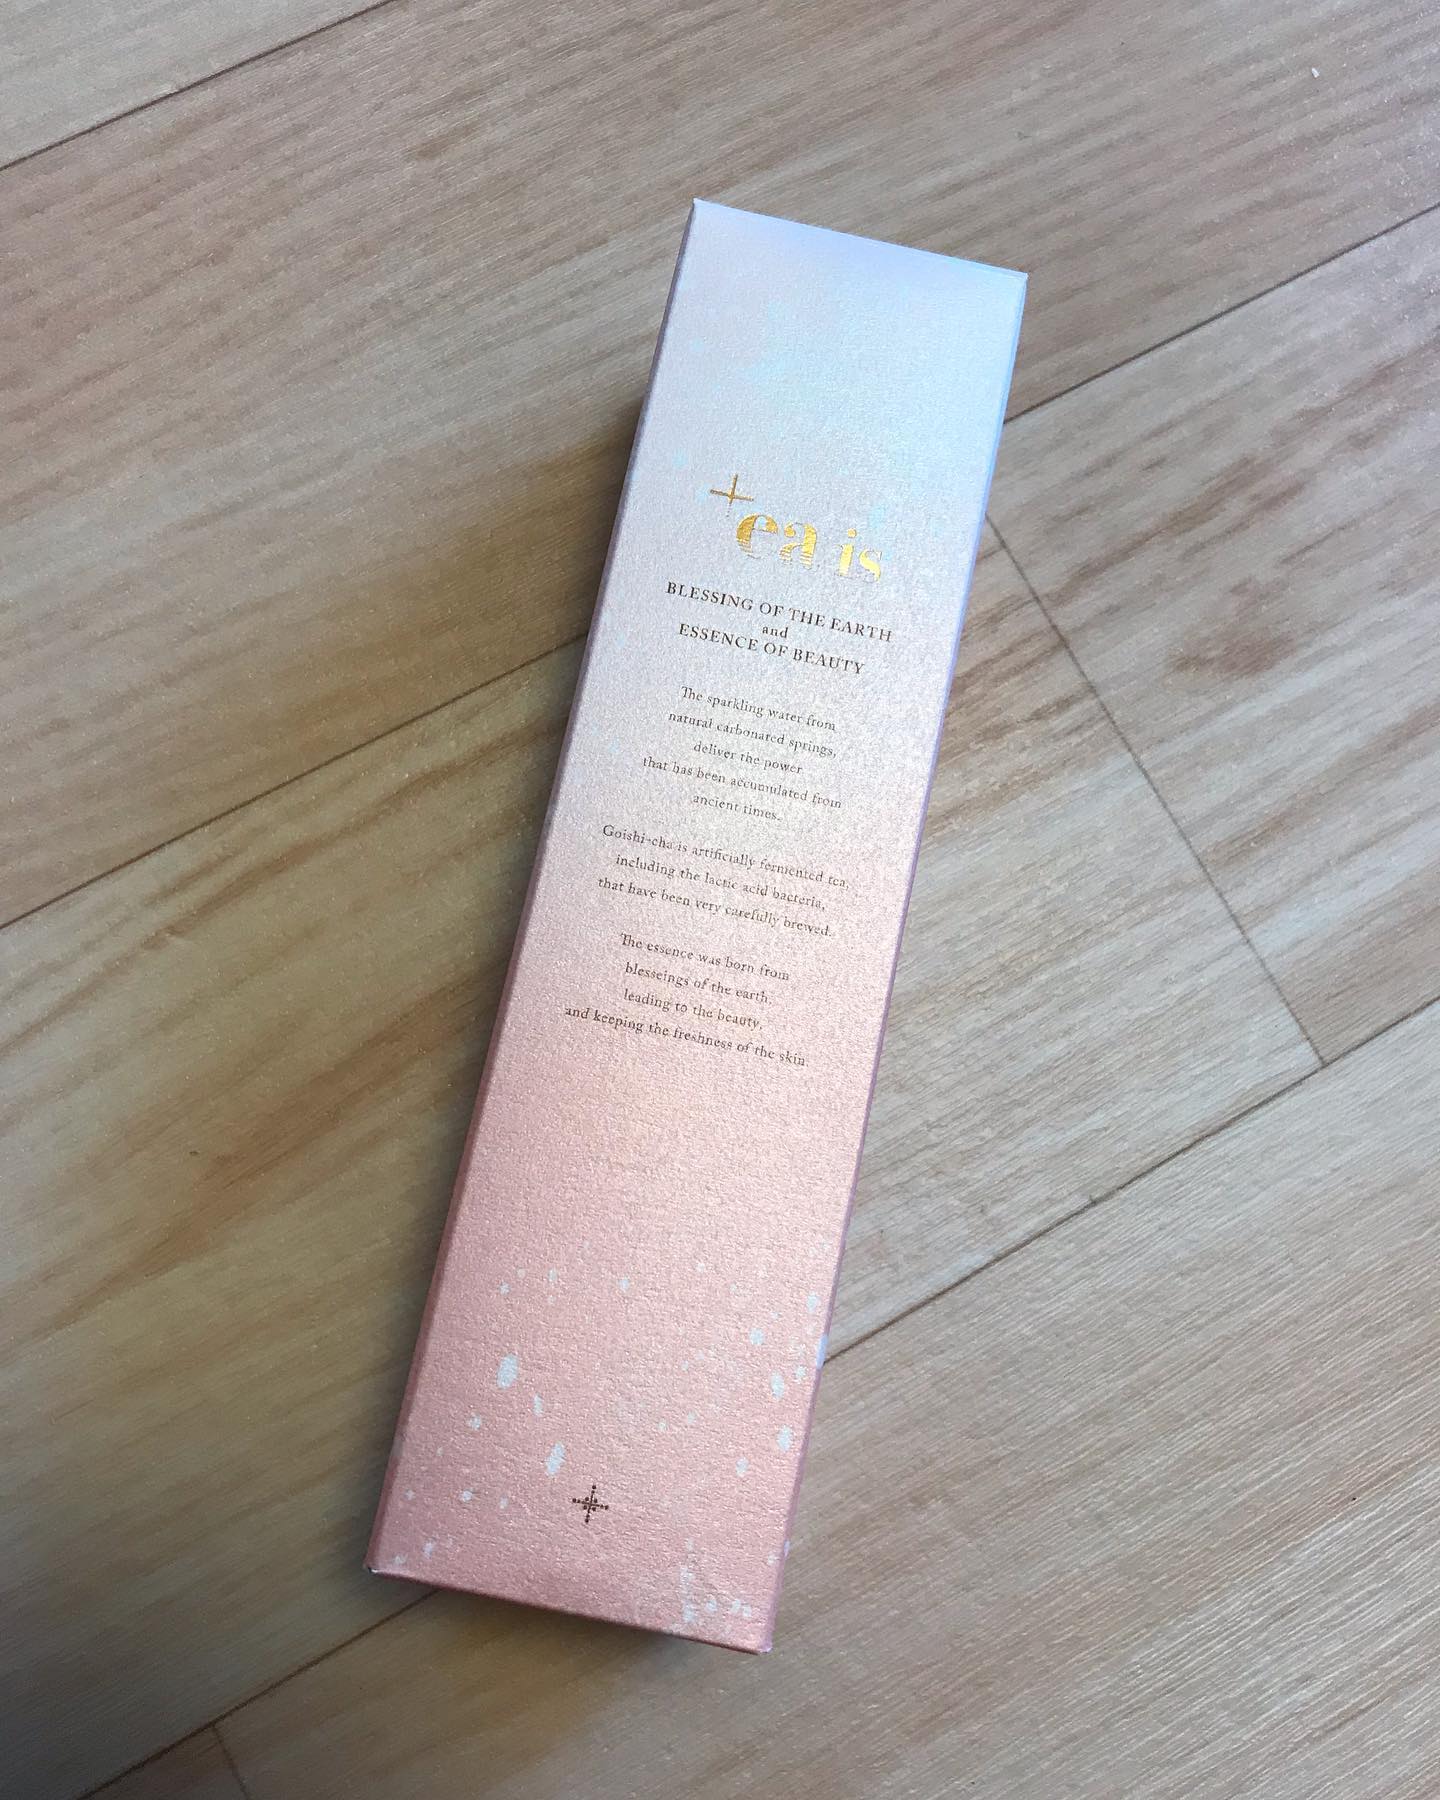 +ea is
BLESSING OF THE EARTH
and
ESSENCE OF BEAUTY
The sparkling water from
natural carbonated springs,
deliver the power
that has been accumulated from
ancient times.
Goishi-cha is artificially fermented tea,
including the lactic acid bacteria,
that have been very carefully brewed.
The essence was born from
blesseings of the earth,
leading to the beauty,
and keeping the freshness of the skin.